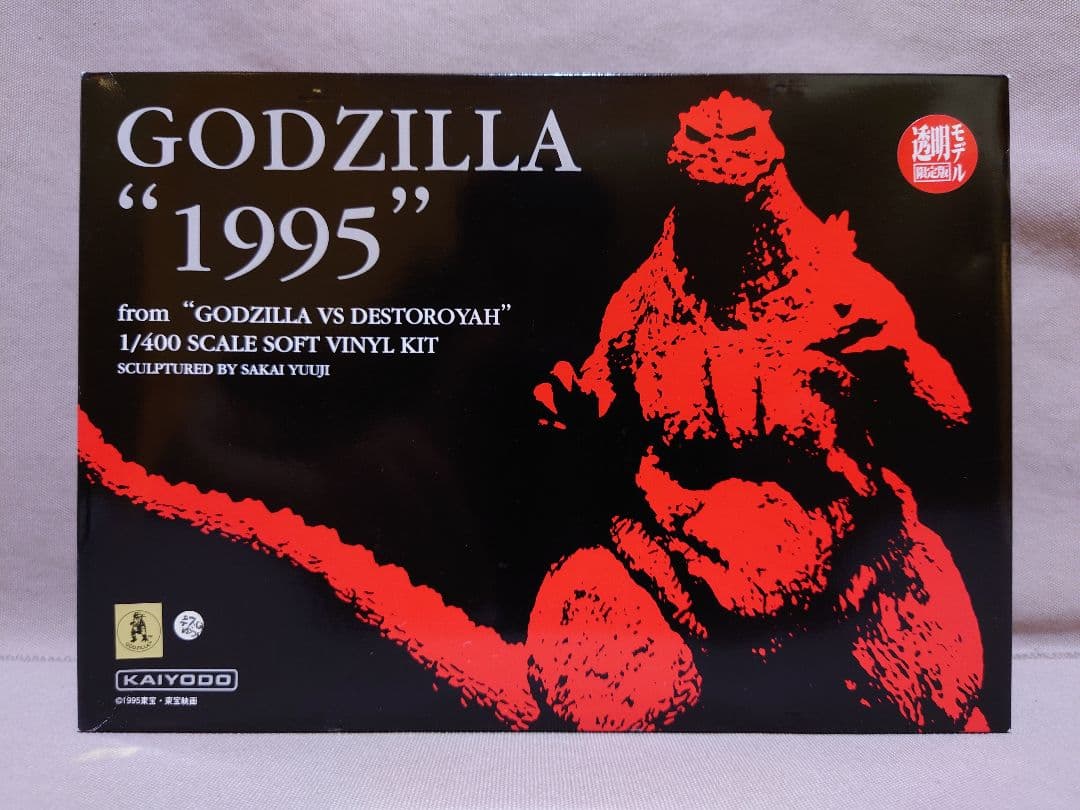 GODZILLA
“1995”
from “GODZILLA VS DESTOROYAH”
1/400 SCALE SOFT VINYL KIT
SCULPTURED BY SAKAI YUUJI
透明モデル
限定版
GODZILLA
KAIYODO
©1995東宝・東宝映画